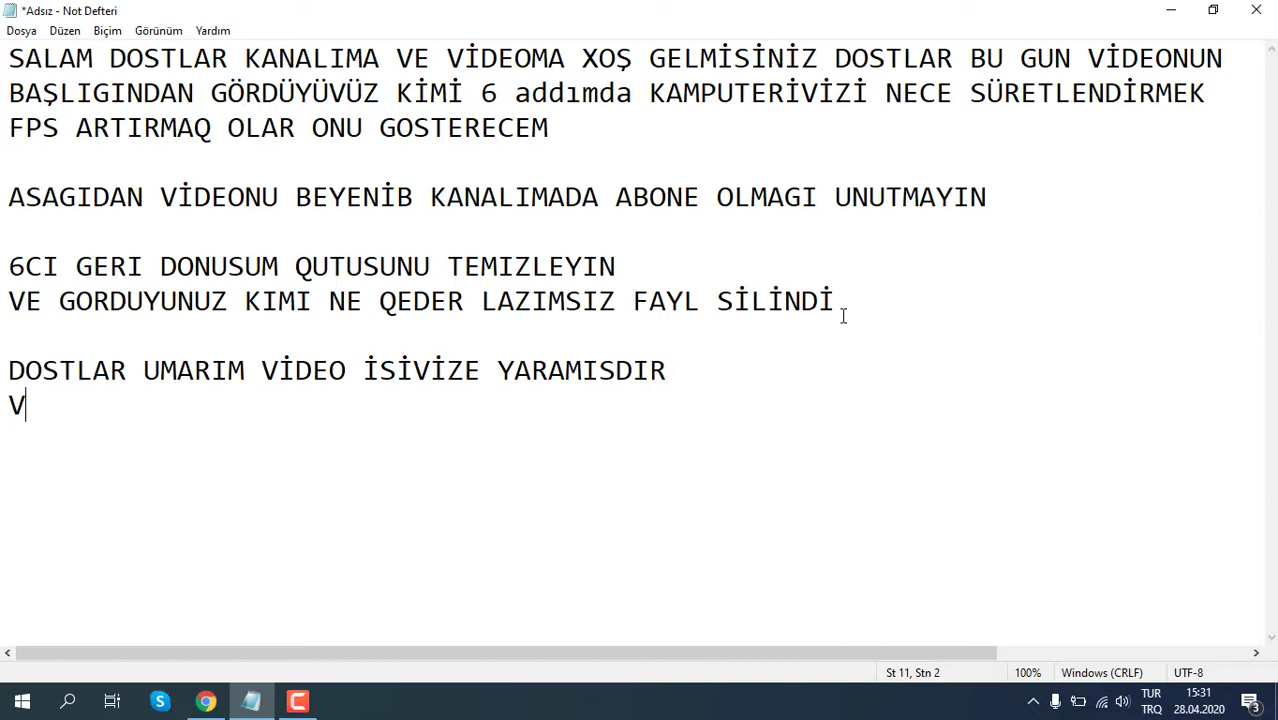 *Adsız - Not Defteri
Dosya Düzen Biçim Görünüm Yardım
SALAM DOSTLAR KANALIMA VE VİDEOMA XOŞ GELMİSİNİZ DOSTLAR BU GUN VİDEONUN
BAŞLIGINDAN GÖRDÜYÜVÜZ KİMİ 6 addımda KAMPUTERİVİZİ NECE SÜRETLENDİRMEK
FPS ARTIRMAQ OLAR ONU GOSTERECEM
ASAGIDAN VİDEONU BEYENİB KANALIMADA ABONE OLMAGI UNUTMAYIN
6CI GERI DONUSUM QUTUSUNU TEMIZLEYIN
VE GORDUYUNUZ KIMI NE QEDER LAZIMSIZ FAYL SİLİNDİ
DOSTLAR UMARIM VİDEO İSİVİZE YARAMISDIR
V
St 11, Stn 2 100% Windows (CRLF) UTF-8
TUR 15:31
TRQ 28.04.2020 3